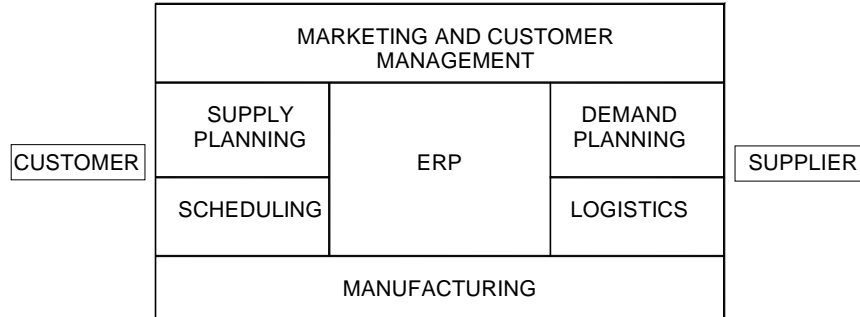 MARKETING AND CUSTOMER
MANAGEMENT
SUPPLY
PLANNING
DEMAND
PLANNING
CUSTOMER
ERP
SUPPLIER
SCHEDULING
LOGISTICS
MANUFACTURING